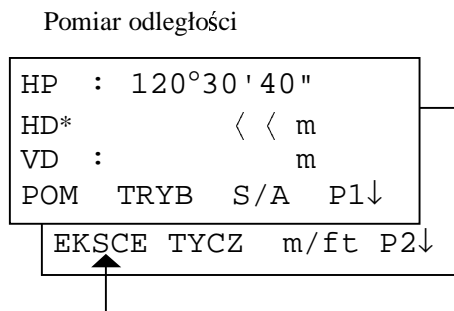 Pomiar odległości
HP : 120°30'40"
HD* 〈 〈 m
VD : m
POM TRYB S/A P1↓
EKSCE TYCZ m/ft P2↓